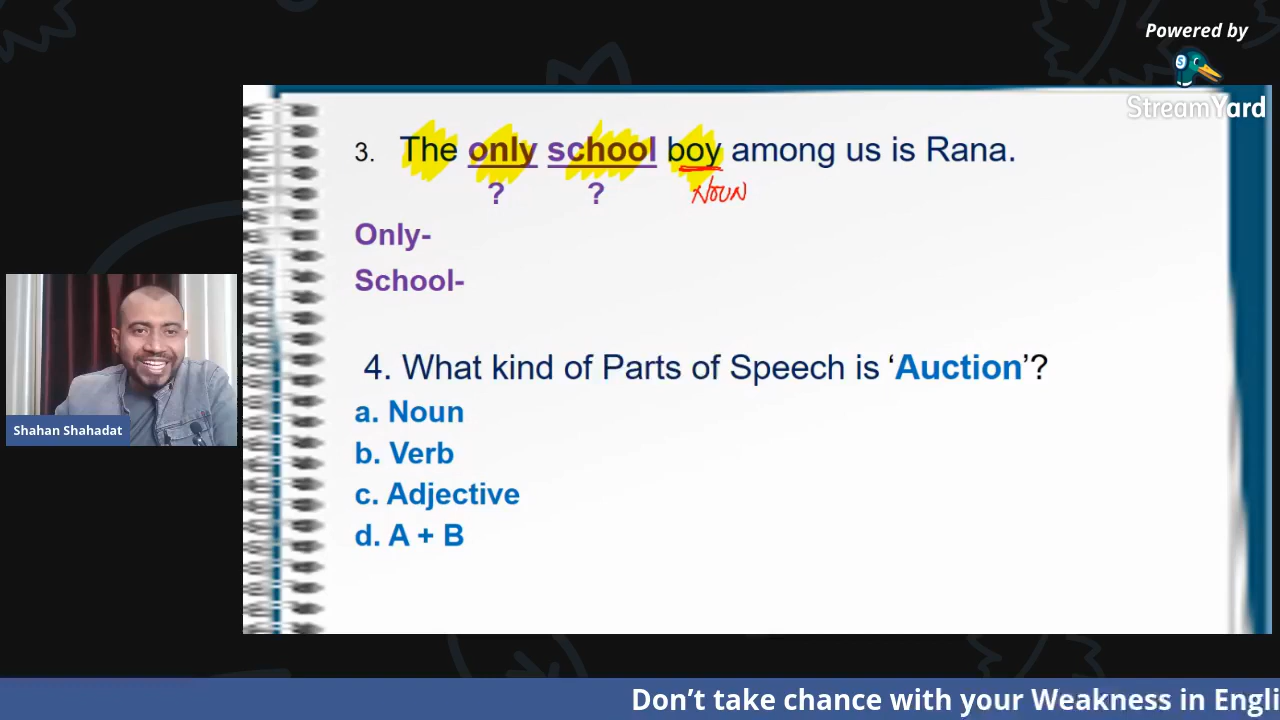 Powered by
StreamYard
3. The only school boy among us is Rana.
? ? Noun
Only-
School-
4. What kind of Parts of Speech is ‘Auction’?
a. Noun
b. Verb
c. Adjective
d. A + B
Shahan Shahadat
Don’t take chance with your Weakness in Engli